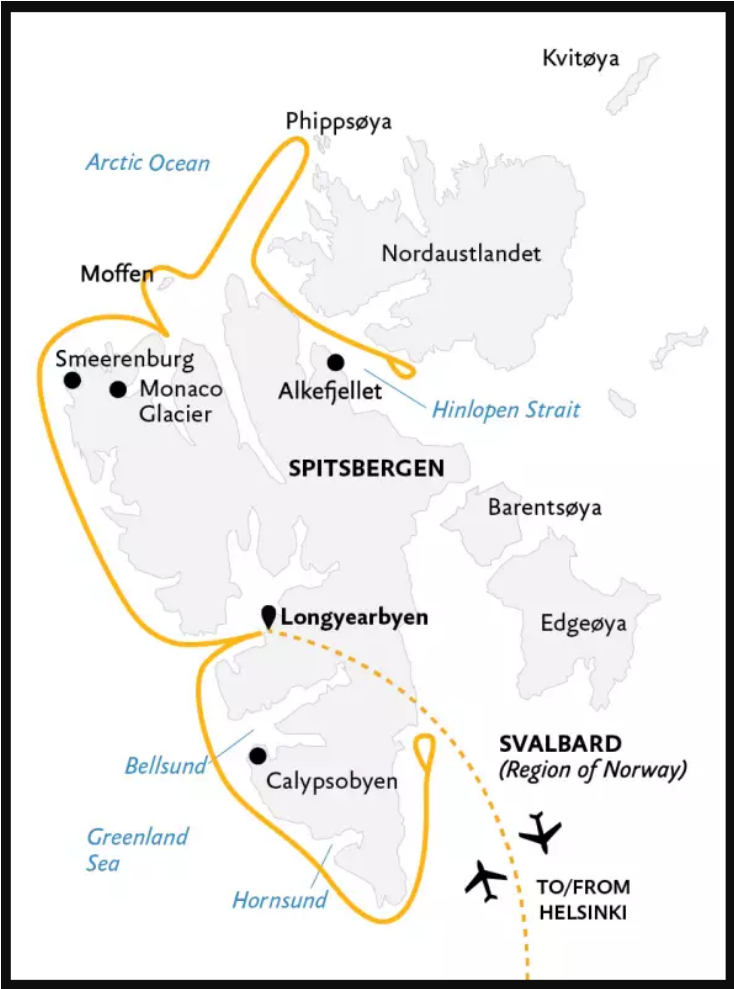 Kvitøya
Phippsøya
Arctic Ocean
Nordaustlandet
Moffen
Smeerenburg
Monaco
Glacier
Alkefjellet
Hinlopen Strait
SPITSBERGEN
Barentsøya
Longyearbyen
Edgeøya
SVALBARD
(Region of Norway)
Bellsund
Calypsobyen
Greenland
Sea
Hornsund
TO/FROM
HELSINKI